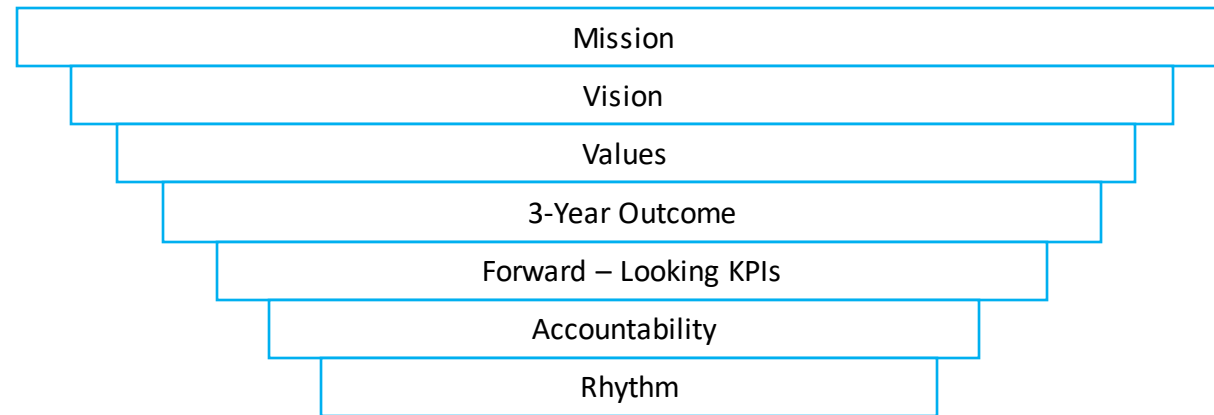 Mission
Vision
Values
3-Year Outcome
Forward – Looking KPIs
Accountability
Rhythm